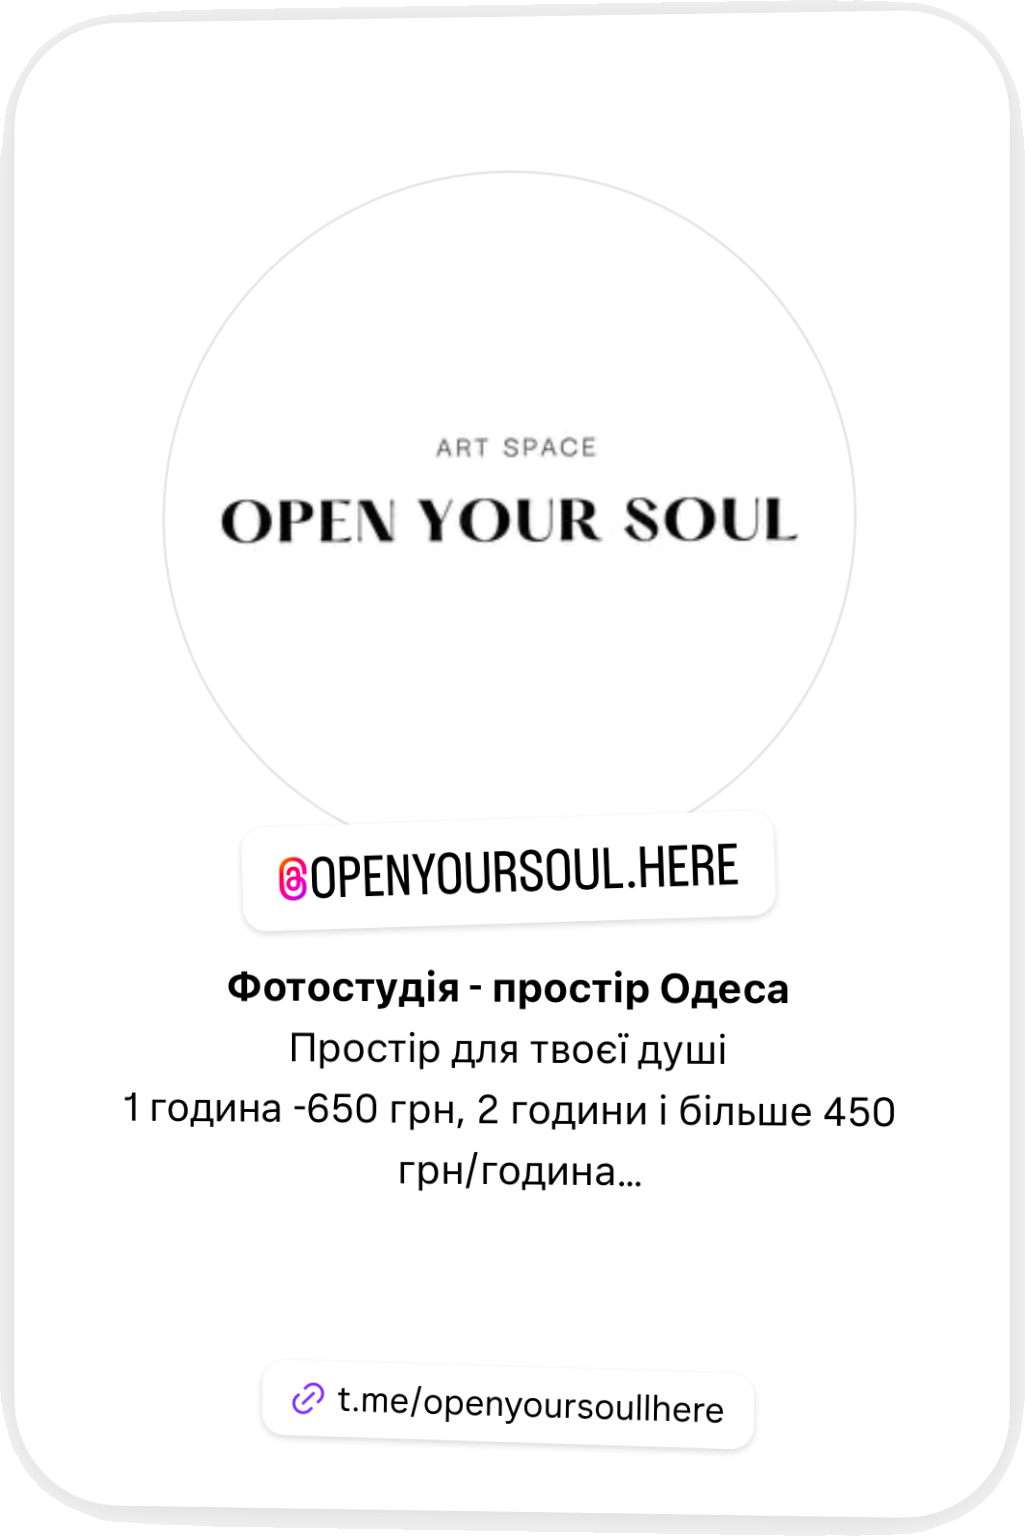 ART SPACE
OPEN YOUR SOUL
@OPENYOURSOUL.HERE
Фотостудія - простір Одеса
Простір для твоєї душі
1 година -650 грн, 2 години і більше 450
грн/година...
t.me/openyoursoullhere